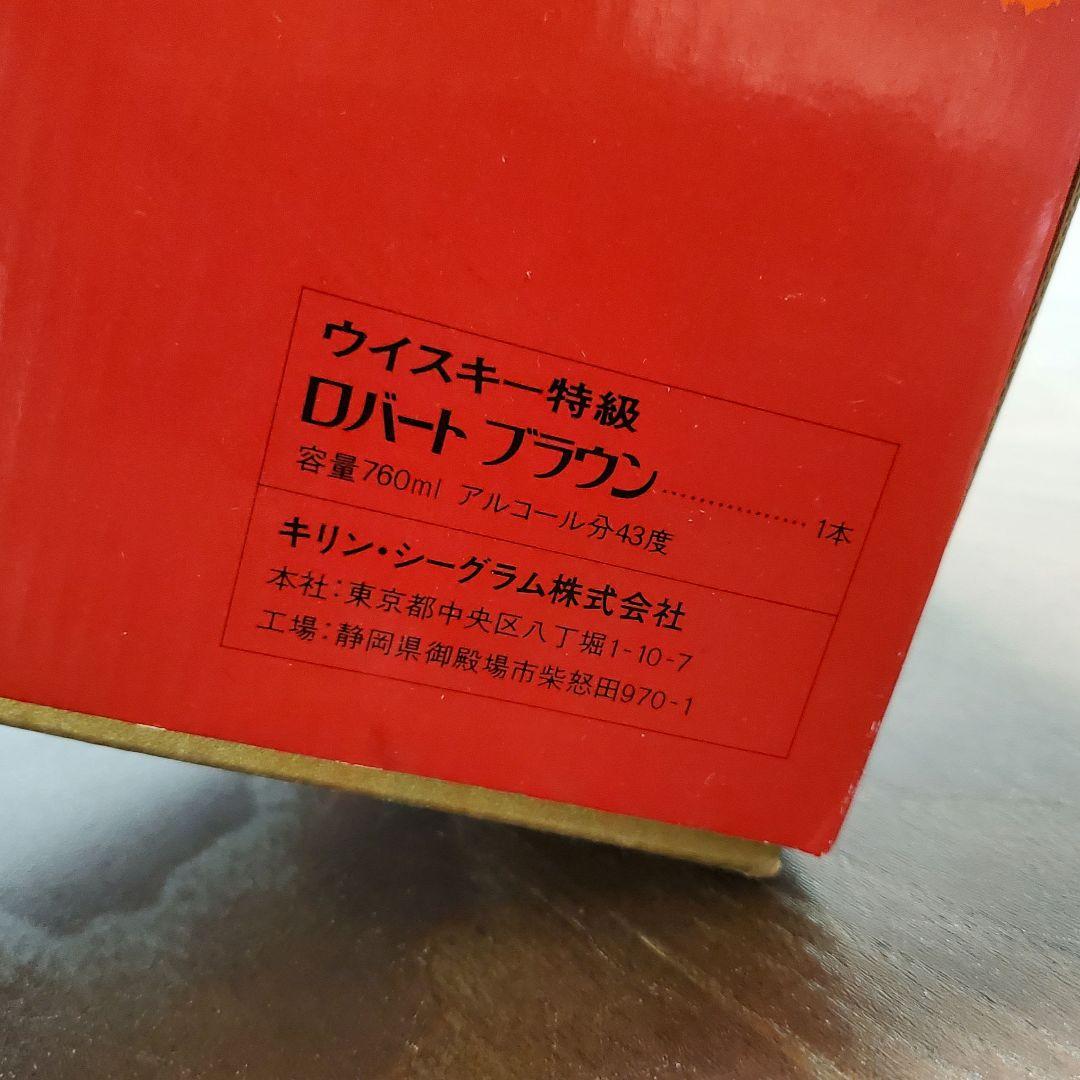 ウイスキー特級
ロバート ブラウン………………1本
容量760ml アルコール分43度
キリン・シーグラム株式会社
本社:東京都中央区八丁堀1-10-7
工場:静岡県御殿場市柴怒田970-1